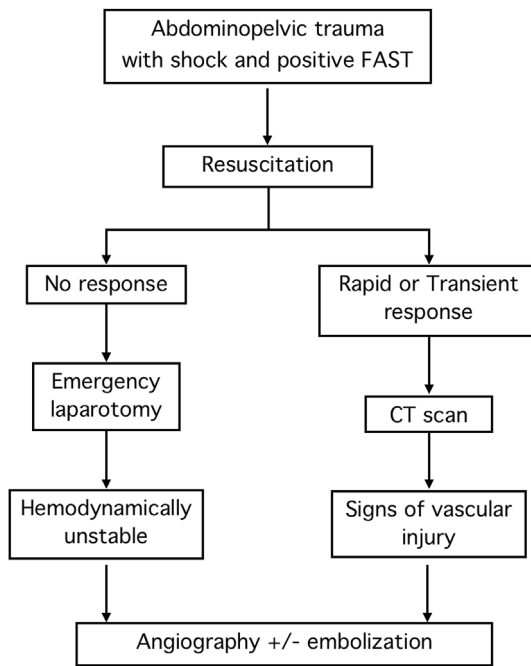 Abdominopelvic trauma
with shock and positive FAST
Resuscitation
No response
Rapid or Transient
response
Emergency
laparotomy
CT scan
Hemodynamically
unstable
Signs of vascular
injury
Angiography +/- embolization